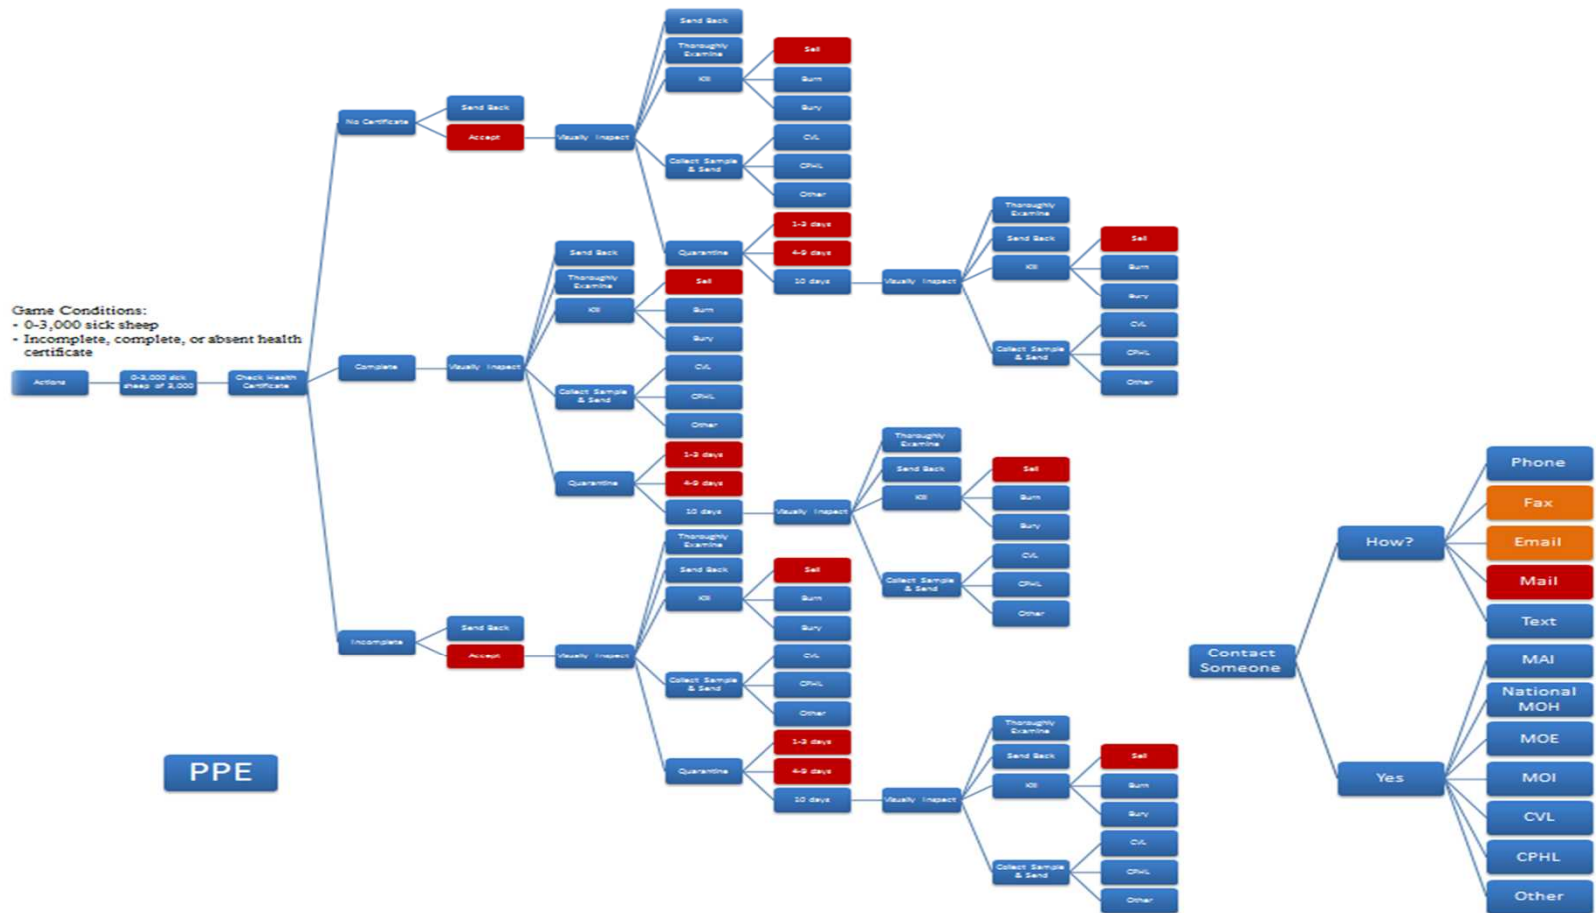 Game Conditions:
- 0-3,000 sick sheep
- Incomplete, complete, or absent health
certificate
Actions
0-3,000 sick
sheep of 3,000
Check Health
Certificate
No Certificate
Send Back
Accept
Visually Inspect
Send Back
Thoroughly
Examine
Kill
Sell
Burn
Bury
Collect Sample
& Send
CVL
CPHL
Other
Quarantine
1-3 days
4-9 days
10 days
Visually Inspect
Thoroughly
Examine
Send Back
Kill
Sell
Burn
Bury
Collect Sample
& Send
CVL
CPHL
Other
Complete
Visually Inspect
Send Back
Thoroughly
Examine
Kill
Sell
Burn
Bury
Collect Sample
& Send
CVL
CPHL
Other
Quarantine
1-3 days
4-9 days
10 days
Visually Inspect
Thoroughly
Examine
Send Back
Kill
Sell
Burn
Bury
Collect Sample
& Send
CVL
CPHL
Other
Incomplete
Send Back
Accept
Visually Inspect
Thoroughly
Examine
Send Back
Kill
Sell
Burn
Bury
Collect Sample
& Send
CVL
CPHL
Other
Quarantine
1-3 days
4-9 days
10 days
Visually Inspect
Thoroughly
Examine
Send Back
Kill
Sell
Burn
Bury
Collect Sample
& Send
CVL
CPHL
Other
PPE
Contact
Someone
How?
Phone
Fax
Email
Mail
Text
Yes
MAI
National
MOH
MOE
MOI
CVL
CPHL
Other